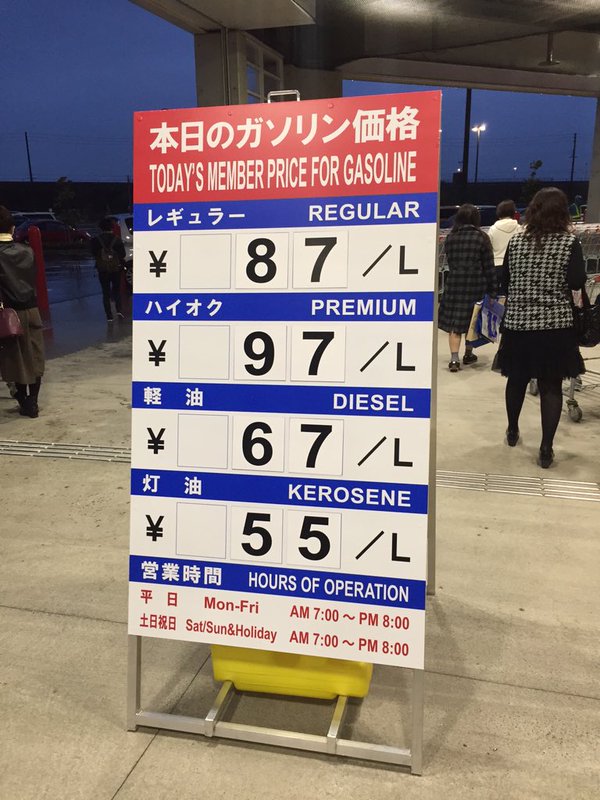 本日のガソリン価格
TODAY'S MEMBER PRICE FOR GASOLINE
レギュラー REGULAR
¥ 87 /L
ハイオク PREMIUM
¥ 97 /L
軽 油 DIESEL
¥ 67 /L
灯 油 KEROSENE
¥ 55 /L
営業時間 HOURS OF OPERATION
平 日 Mon-Fri AM 7:00 ~ PM 8:00
土日祝日 Sat/Sun&Holiday AM 7:00 ~ PM 8:00